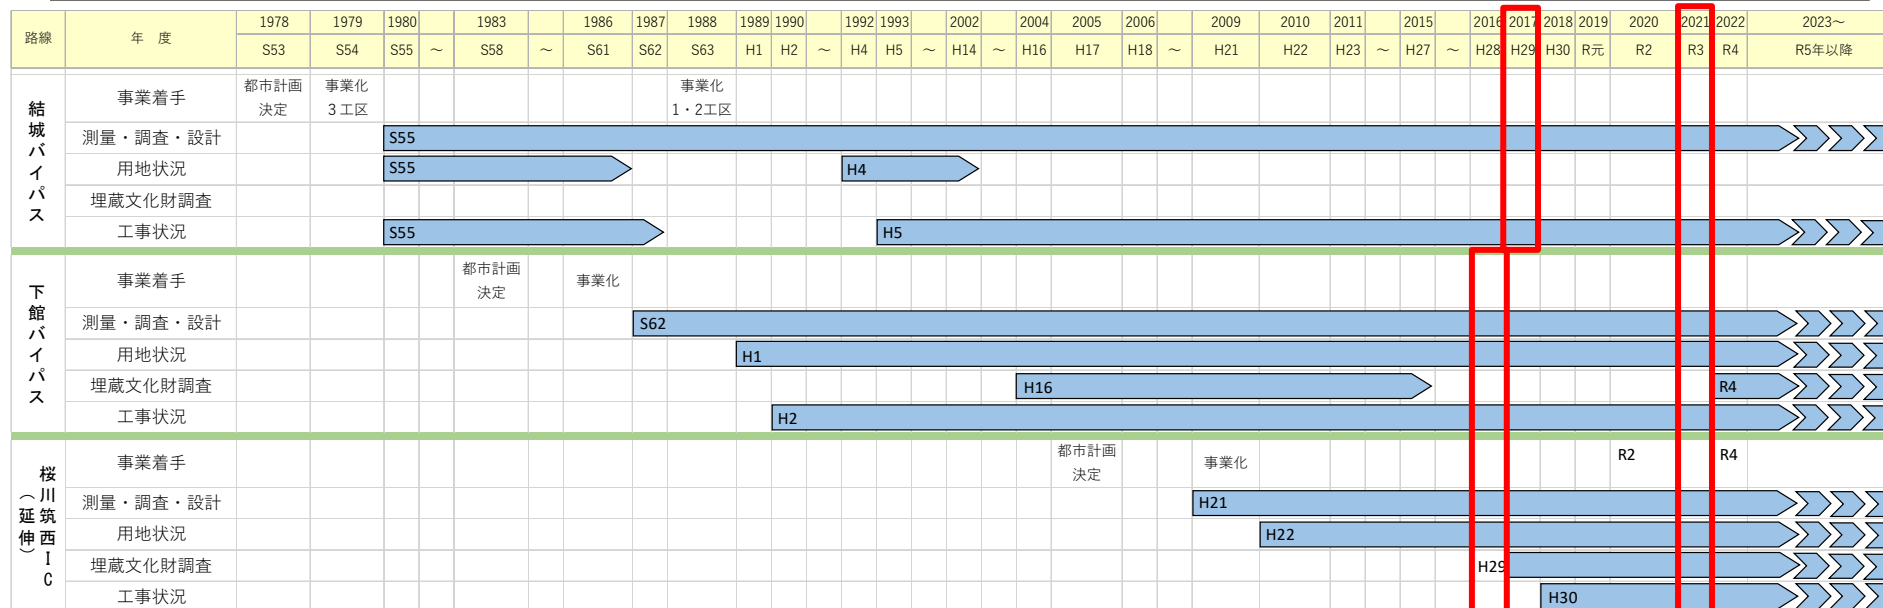 路線 年 度 1978 1979 1980 1983 1986 1987 1988 1989 1990 1992 1993 2002 2004 2005 2006 2009 2010 2011 2015 2016 2017 2018 2019 2020 2021 2022 2023～
S53 S54 S55 ～ S58 ～ S61 S62 S63 H1 H2 ～ H4 H5 ～ H14 ～ H16 H17 H18 ～ H21 H22 H23 ～ H27 ～ H28 H29 H30 R元 R2 R3 R4 R5年以降
結城バイパス
事業着手 都市計画 事業化 事業化
決定 3工区 1・2工区
測量・調査・設計 S55
用地状況 S55 H4
埋蔵文化財調査
工事状況 S55 H5
下館バイパス
事業着手 都市計画 事業化
決定
測量・調査・設計 S62
用地状況 H1
埋蔵文化財調査 H16 R4
工事状況 H2
桜川筑西IC
（延伸）
事業着手 都市計画 事業化 R2 R4
決定
測量・調査・設計 H21
用地状況 H22
埋蔵文化財調査 H29
工事状況 H30